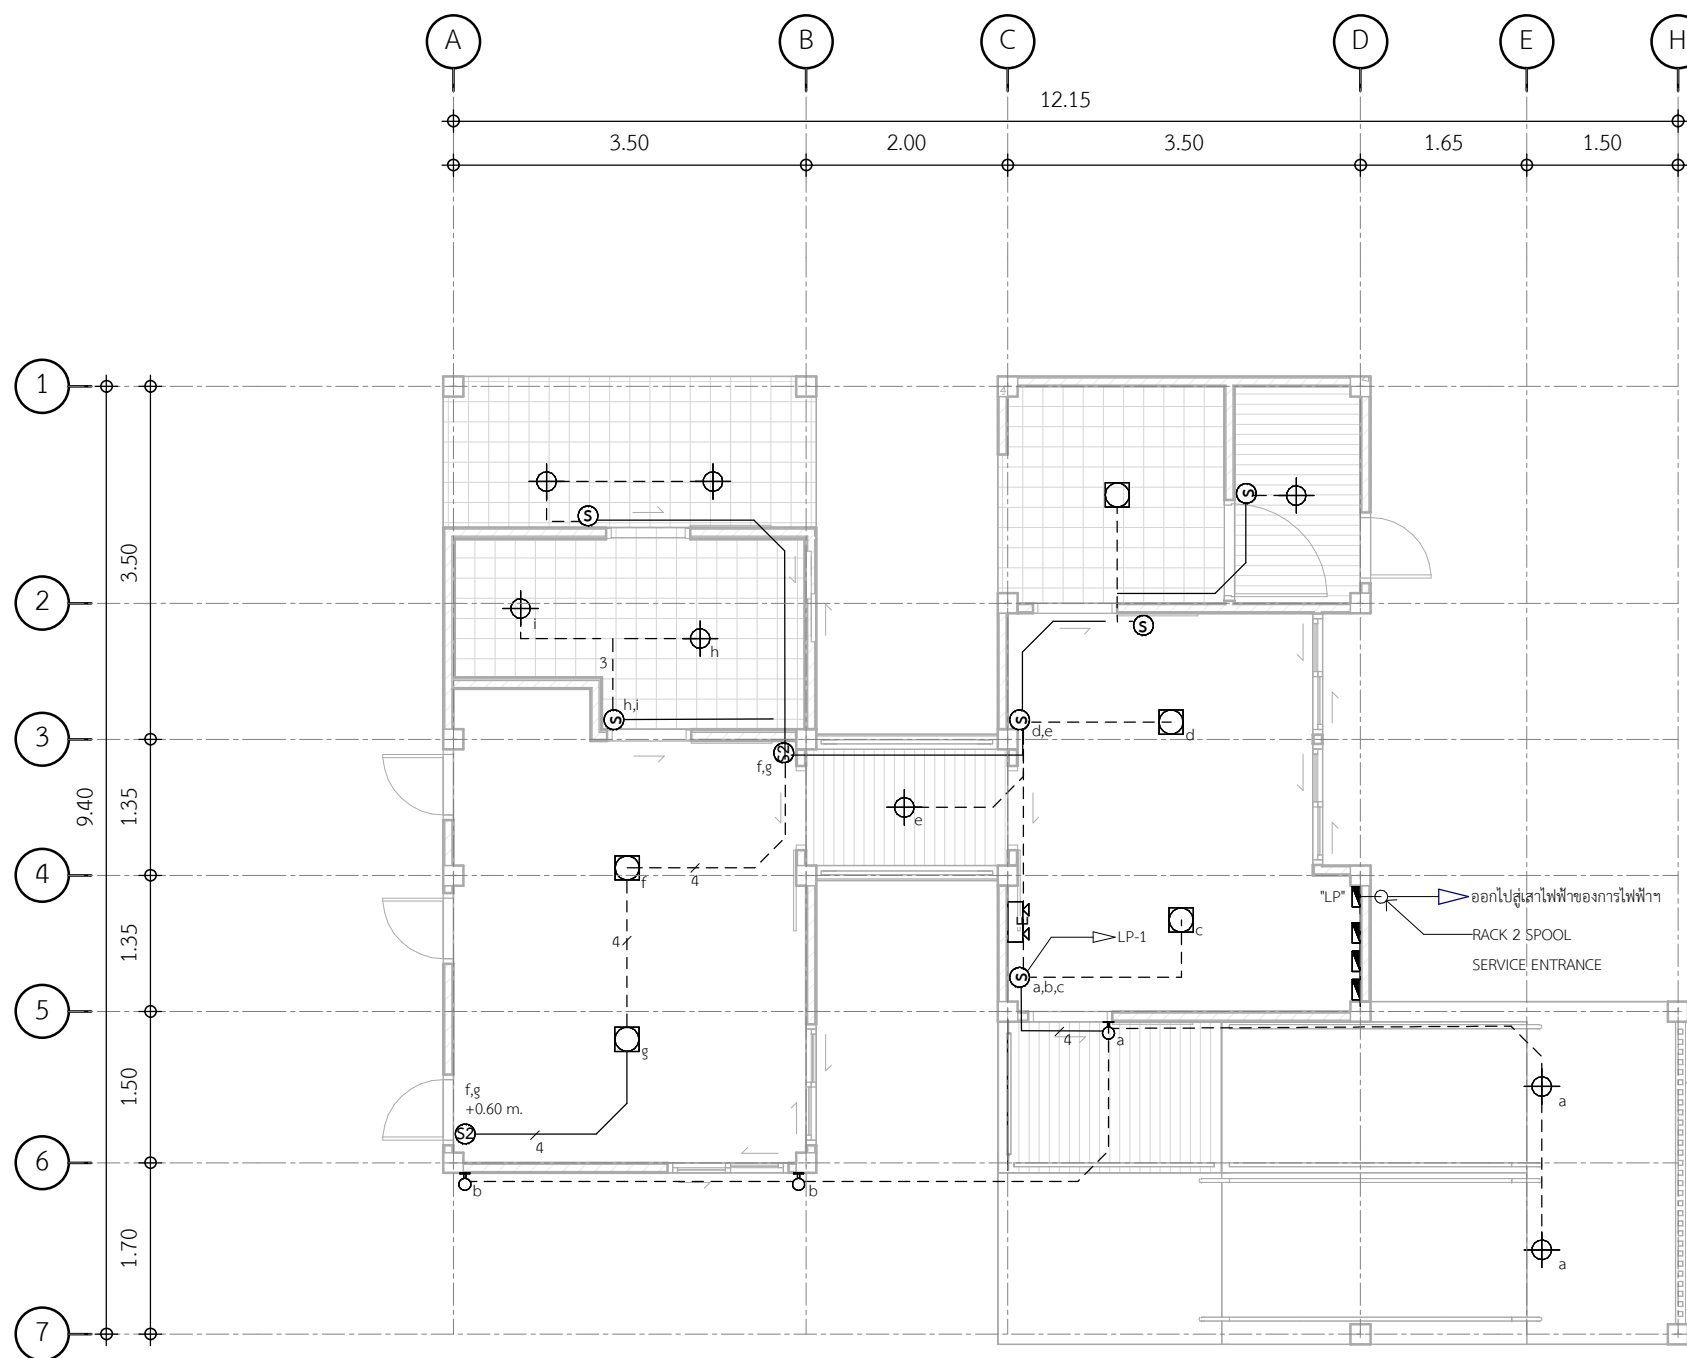 A
B
C
D
E
H
12.15
3.50
2.00
3.50
1.65
1.50
1
2
3
4
5
6
7
9.40
3.50
1.35
1.35
1.50
1.70
S
S
S
i
h
3
h,i
S
S
S
d,e
d
S2
f,g
e
f
4
4
"LP"
ออกไปสู่เสาไฟฟ้าของการไฟฟ้าฯ
c
LP-1
RACK 2 SPOOL
SERVICE ENTRANCE
S
a,b,c
4
a
g
f,g
+0.60 m.
S2
4
a
b
b
a